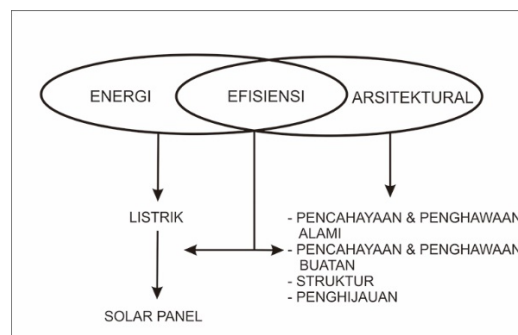 ENERGI
EFISIENSI
ARSITEKTURAL
LISTRIK
SOLAR PANEL
- PENCAHAYAAN & PENGHAWAAN
ALAMI
- PENCAHAYAAN & PENGHAWAAN
BUATAN
- STRUKTUR
- PENGHIJAUAN